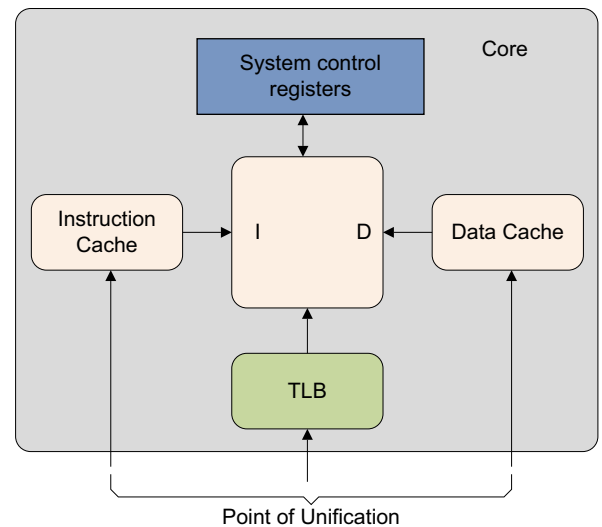 Core
System control
registers
Instruction
Cache
I
D
Data Cache
TLB
Point of Unification